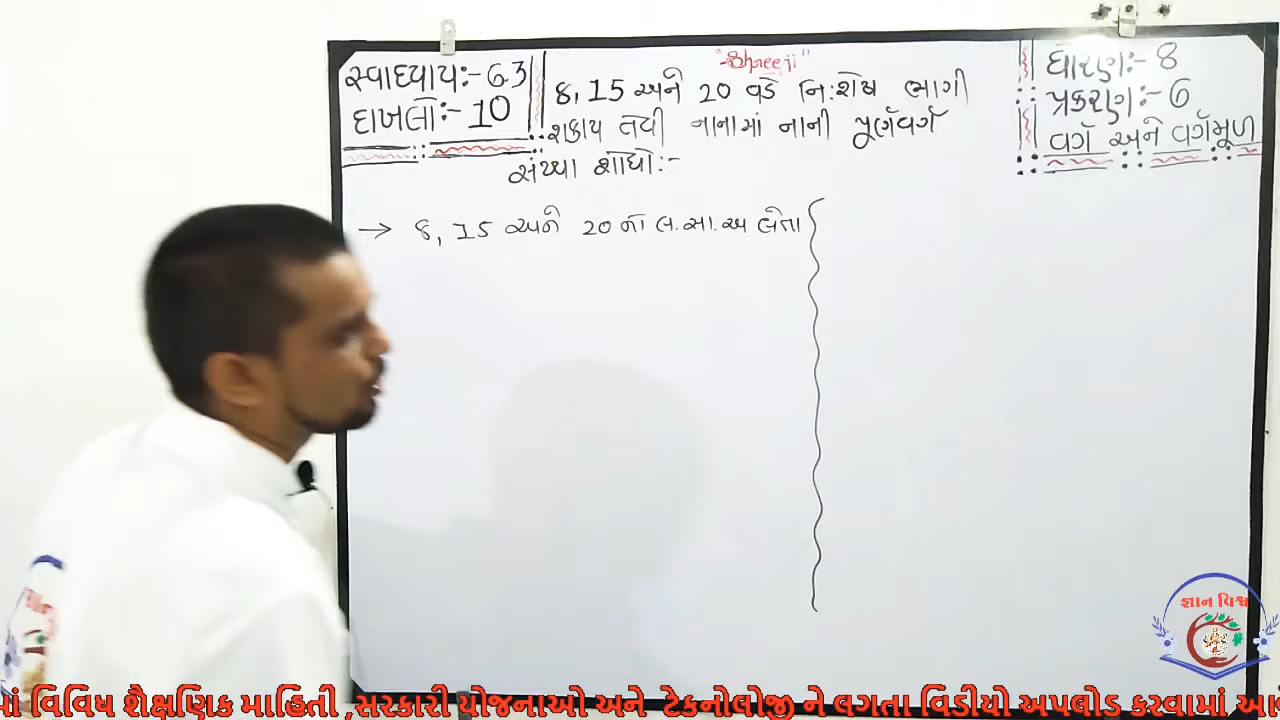 સ્વાધ્યાય:- 6.3
દાખલો:- 10
"Shreeji"
8, 15 અને 20 વડે નિ:શેષ ભાગી
શકાય તેવી નાનામાં નાની પૂર્ણવર્ગ
સંખ્યા શોધો:-
ધોરણ:- 8
પ્રકરણ:- 6
વર્ગ અને વર્ગમૂળ
→ 8, 15 અને 20 નો લ.સા.અ લેતા
જ્ઞાન વિશ્વ
માં વિવિધ શૈક્ષણિક માહિતી ,સરકારી યોજનાઓ અને ટેકનોલોજી ને લગતા વિડીયો અપલોડ કરવામાં આવે